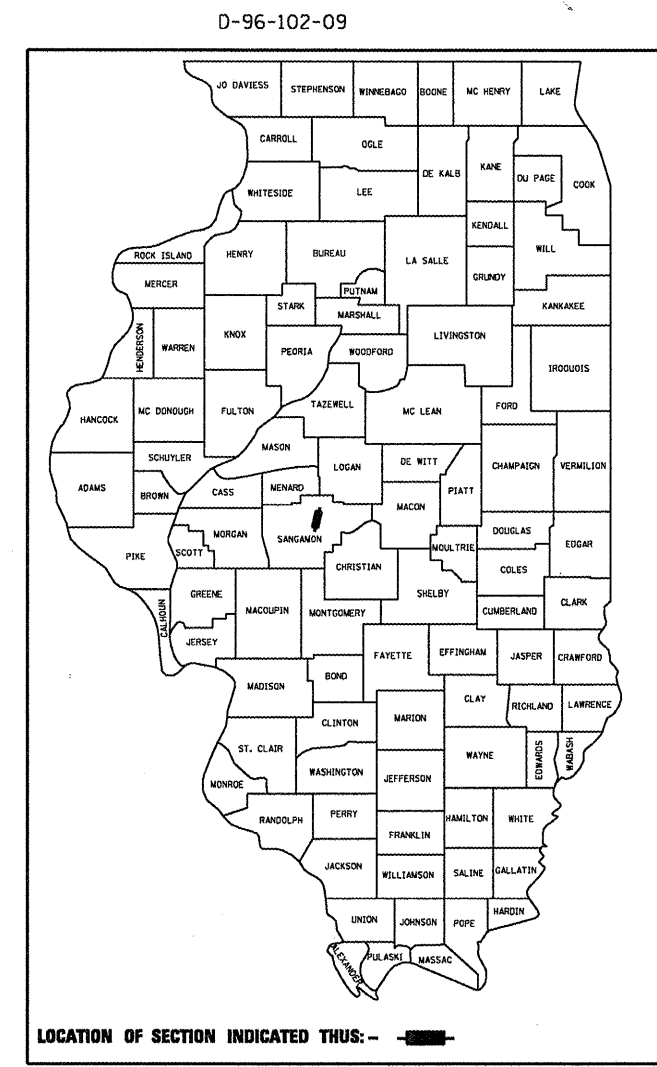 D-96-102-09
JO DAVIESS STEPHENSON WINNEBAGO BOONE MC HENRY LAKE
CARROLL OGLE DE KALB KANE DU PAGE COOK
WHITESIDE LEE
KENDALL
ROCK ISLAND HENRY BUREAU LA SALLE GRUNDY WILL
MERCER PUTNAM
STARK MARSHALL KANKAKEE
HENDERSON WARREN KNOX PEORIA WOODFORD LIVINGSTON IROQUOIS
HANCOCK MC DONOUGH FULTON TAZEWELL MC LEAN FORD
SCHUYLER MASON LOGAN DE WITT CHAMPAIGN VERMILION
ADAMS BROWN CASS MENARD PIATT
MACON
PIKE SCOTT MORGAN SANGAMON MOULTRIE DOUGLAS EDGAR
CHRISTIAN COLES
CALHOUN GREENE MACOUPIN MONTGOMERY SHELBY CUMBERLAND CLARK
JERSEY
MADISON BOND FAYETTE EFFINGHAM JASPER CRAWFORD
CLAY RICHLAND LAWRENCE
CLINTON MARION
ST. CLAIR WAYNE EDWARDS WABASH
MONROE WASHINGTON JEFFERSON
RANDOLPH PERRY HAMILTON WHITE
FRANKLIN
JACKSON WILLIAMSON SALINE GALLATIN
UNION JOHNSON POPE HARDIN
ALEXANDER PULASKI MASSAC
LOCATION OF SECTION INDICATED THUS: -